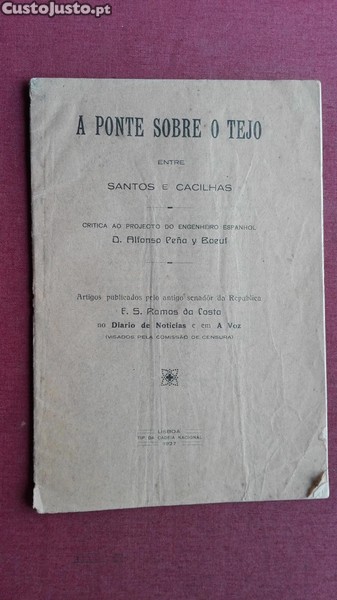 CustoJusto.pt
A PONTE SOBRE O TEJO
ENTRE
SANTOS E CACILHAS
CRITICA AO PROJECTO DO ENGENHEIRO ESPANHOL
D. Alfonso Peña y Boeuf
Artigos publicados pelo antigo senador da Republica
F. S. Ramos da Costa
no Diario de Noticias e em A Voz
(VISADOS PELA COMISSÃO DE CENSURA)
LISBOA
TIP. DA CADEIA NACIONAL
1927